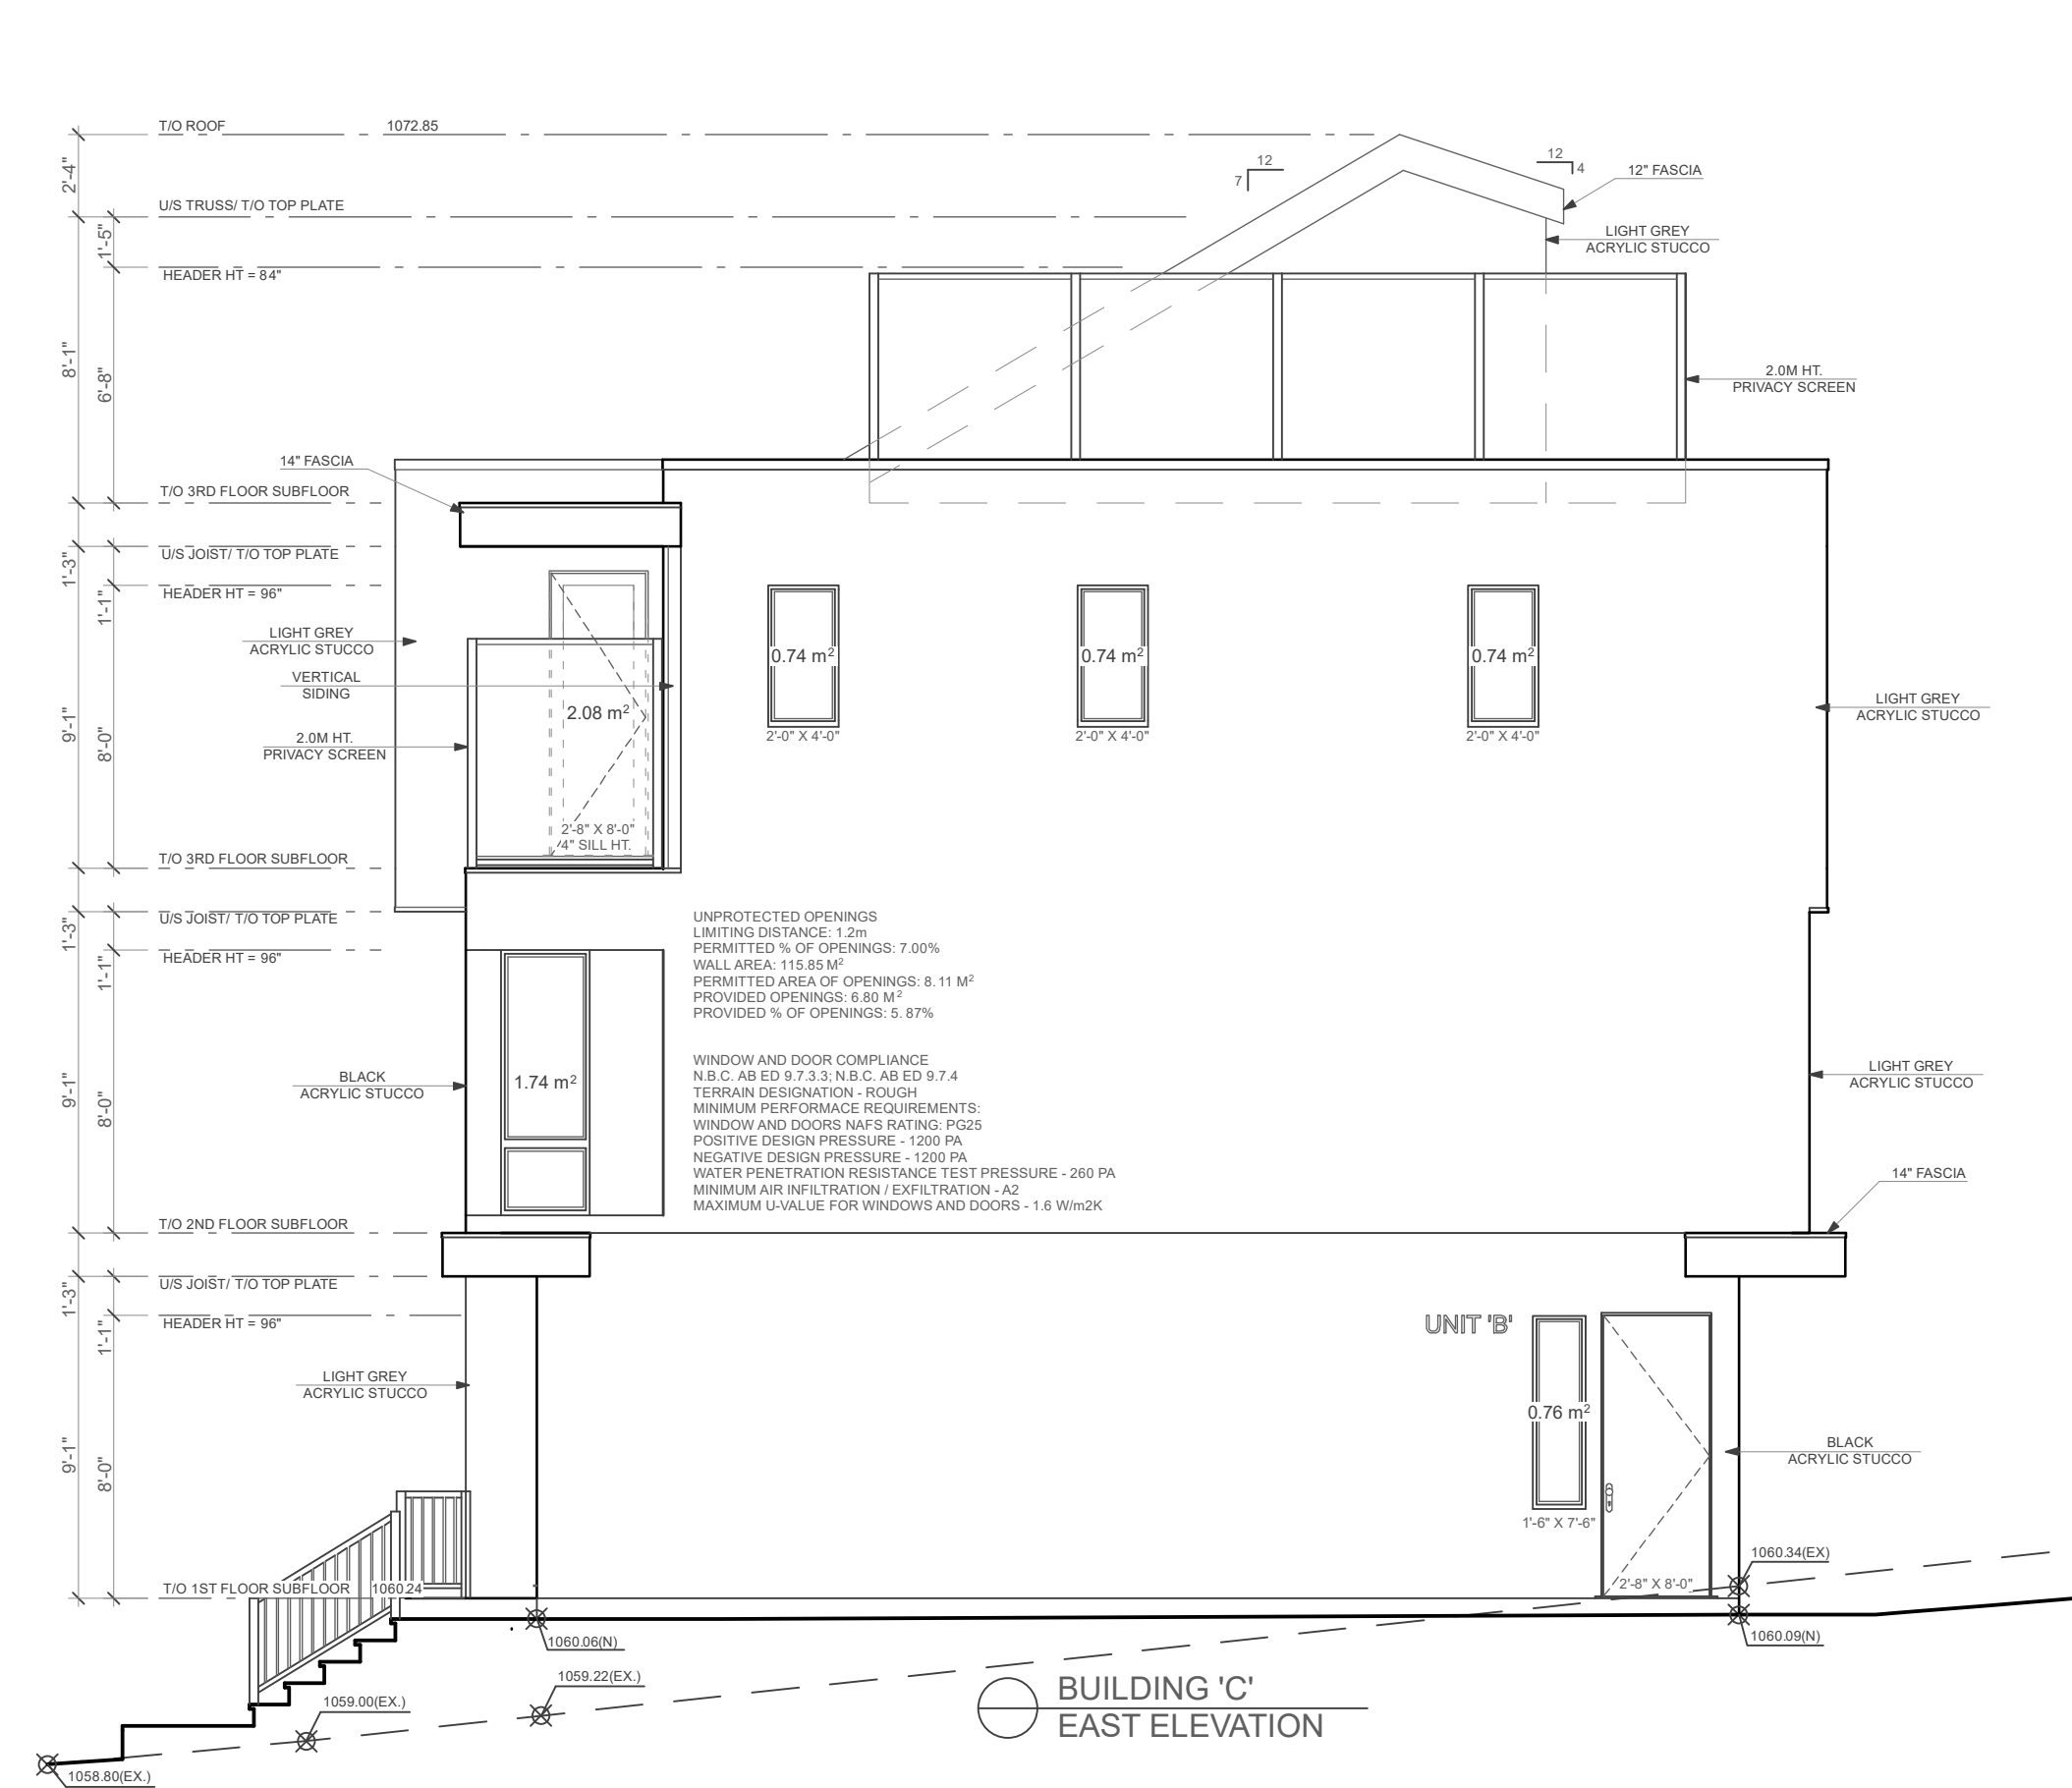 T/O ROOF 1072.85
2'-4"
12
7
12
4
12" FASCIA
U/S TRUSS/ T/O TOP PLATE
1'-5"
LIGHT GREY
ACRYLIC STUCCO
HEADER HT = 84"
8'-1"
6'-8"
2.0M HT.
PRIVACY SCREEN
14" FASCIA
T/O 3RD FLOOR SUBFLOOR
1'-3"
U/S JOIST/ T/O TOP PLATE
1'-1"
HEADER HT = 96"
LIGHT GREY
ACRYLIC STUCCO
0.74 m²
0.74 m²
0.74 m²
VERTICAL
SIDING
2.08 m²
LIGHT GREY
ACRYLIC STUCCO
9'-1"
8'-0"
2.0M HT.
PRIVACY SCREEN
2'-0" X 4'-0"
2'-0" X 4'-0"
2'-0" X 4'-0"
2'-8" X 8'-0"
4" SILL HT.
T/O 3RD FLOOR SUBFLOOR
1'-3"
U/S JOIST/ T/O TOP PLATE
1'-1"
HEADER HT = 96"
UNPROTECTED OPENINGS
LIMITING DISTANCE: 1.2m
PERMITTED % OF OPENINGS: 7.00%
WALL AREA: 115.85 M²
PERMITTED AREA OF OPENINGS: 8.11 M²
PROVIDED OPENINGS: 6.80 M²
PROVIDED % OF OPENINGS: 5.87%
WINDOW AND DOOR COMPLIANCE
N.B.C. AB ED 9.7.3.3; N.B.C. AB ED 9.7.4
TERRAIN DESIGNATION - ROUGH
MINIMUM PERFORMACE REQUIREMENTS:
WINDOW AND DOORS NAFS RATING: PG25
POSITIVE DESIGN PRESSURE - 1200 PA
NEGATIVE DESIGN PRESSURE - 1200 PA
WATER PENETRATION RESISTANCE TEST PRESSURE - 260 PA
MINIMUM AIR INFILTRATION / EXFILTRATION - A2
MAXIMUM U-VALUE FOR WINDOWS AND DOORS - 1.6 W/m2K
BLACK
ACRYLIC STUCCO
1.74 m²
9'-1"
8'-0"
LIGHT GREY
ACRYLIC STUCCO
14" FASCIA
T/O 2ND FLOOR SUBFLOOR
1'-3"
U/S JOIST/ T/O TOP PLATE
1'-1"
HEADER HT = 96"
UNIT 'B'
LIGHT GREY
ACRYLIC STUCCO
0.76 m²
BLACK
ACRYLIC STUCCO
9'-1"
8'-0"
1'-6" X 7'-6"
2'-8" X 8'-0"
1060.34(EX)
T/O 1ST FLOOR SUBFLOOR 1060.24
1060.06(N)
1060.09(N)
1059.22(EX.)
1059.00(EX.)
1058.80(EX.)
BUILDING 'C'
EAST ELEVATION